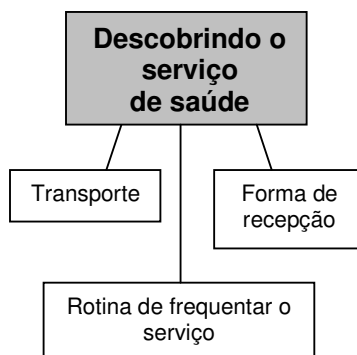 Descobrindo o
serviço
de saúde
Transporte
Forma de
recepção
Rotina de frequentar o
serviço